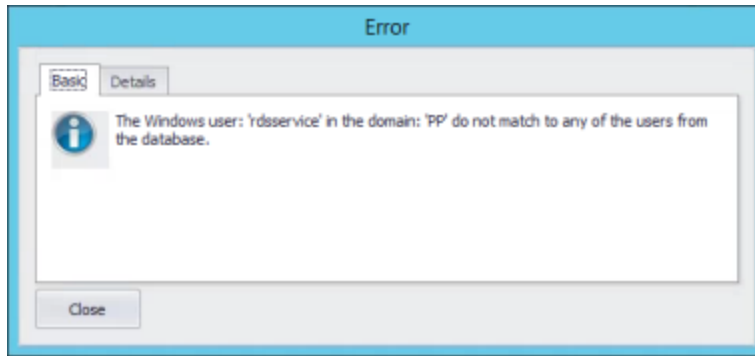 Error
Basic Details
The Windows user: 'rdsservice' in the domain: 'PP' do not match to any of the users from
the database.
Close